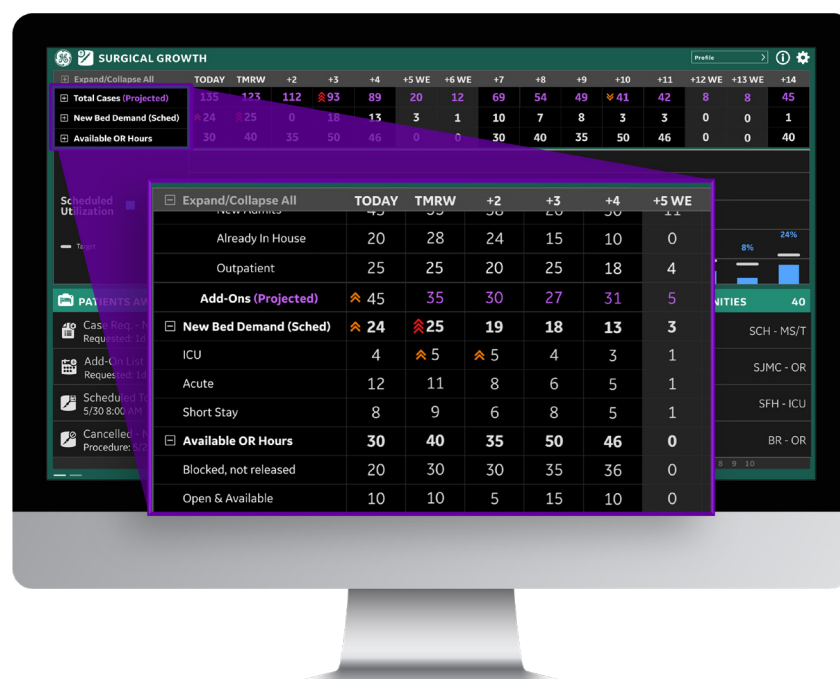 SURGICAL GROWTH
Profile >
Expand/Collapse All TODAY TMRW +2 +3 +4 +5 WE +6 WE +7 +8 +9 +10 +11 +12 WE +13 WE +14
Total Cases (Projected) 135 123 112 93 89 20 12 69 54 49 41 42 8 8 45
New Bed Demand (Sched) 24 25 0 18 13 3 1 10 7 8 3 3 0 0 1
Available OR Hours 30 40 35 50 46 0 0 30 40 35 50 46 0 0 40
Scheduled
Utilization
Target
8%
24%
Expand/Collapse All TODAY TMRW +2 +3 +4 +5 WE
New Admits
Already In House 20 28 24 15 10 0
Outpatient 25 25 20 25 18 4
Add-Ons (Projected) 45 35 30 27 31 5
New Bed Demand (Sched) 24 25 19 18 13 3
ICU 4 5 5 4 3 1
Acute 12 11 8 6 5 1
Short Stay 8 9 6 8 5 1
Available OR Hours 30 40 35 50 46 0
Blocked, not released 20 30 30 35 36 0
Open & Available 10 10 5 15 10 0
PATIENTS
Case Req. -
Requested: 1d
Add-On List
Requested: 1d
Scheduled
5/30 8:00 AM
Cancelled -
Procedure:
40
SCH - MS/T
SJMC - OR
SFH - ICU
BR - OR
8 9 10